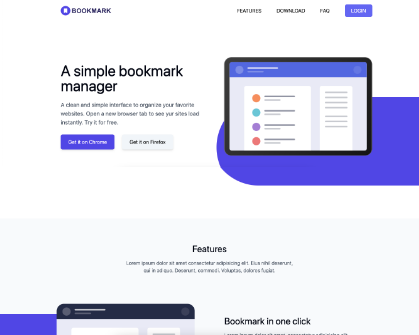 BOOKMARK
FEATURES
DOWNLOAD
FAQ
LOGIN
A simple bookmark
manager
A clean and simple interface to organize your favorite
websites. Open a new browser tab to see your sites load
instantly. Try it for free.
Get it on Chrome
Get it on Firefox
Features
Lorem ipsum dolor sit amet consectetur adipisicing elit. Eius nihil deserunt,
qui in ad quo. Deserunt, commodi. Voluptas, dolores fugiat.
Bookmark in one click